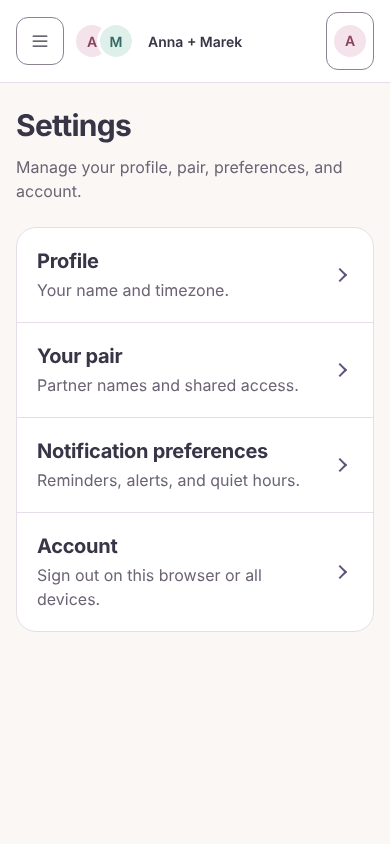 A M Anna + Marek A
Settings
Manage your profile, pair, preferences, and
account.
Profile
Your name and timezone.
Your pair
Partner names and shared access.
Notification preferences
Reminders, alerts, and quiet hours.
Account
Sign out on this browser or all
devices.